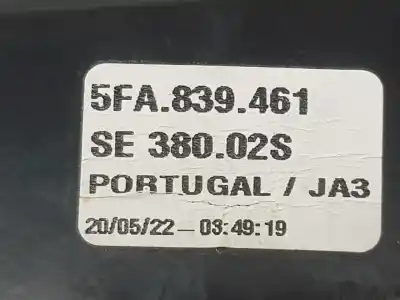 5FA.839.461
SE 380.02S
PORTUGAL / JA3
20/05/22-03:49:19